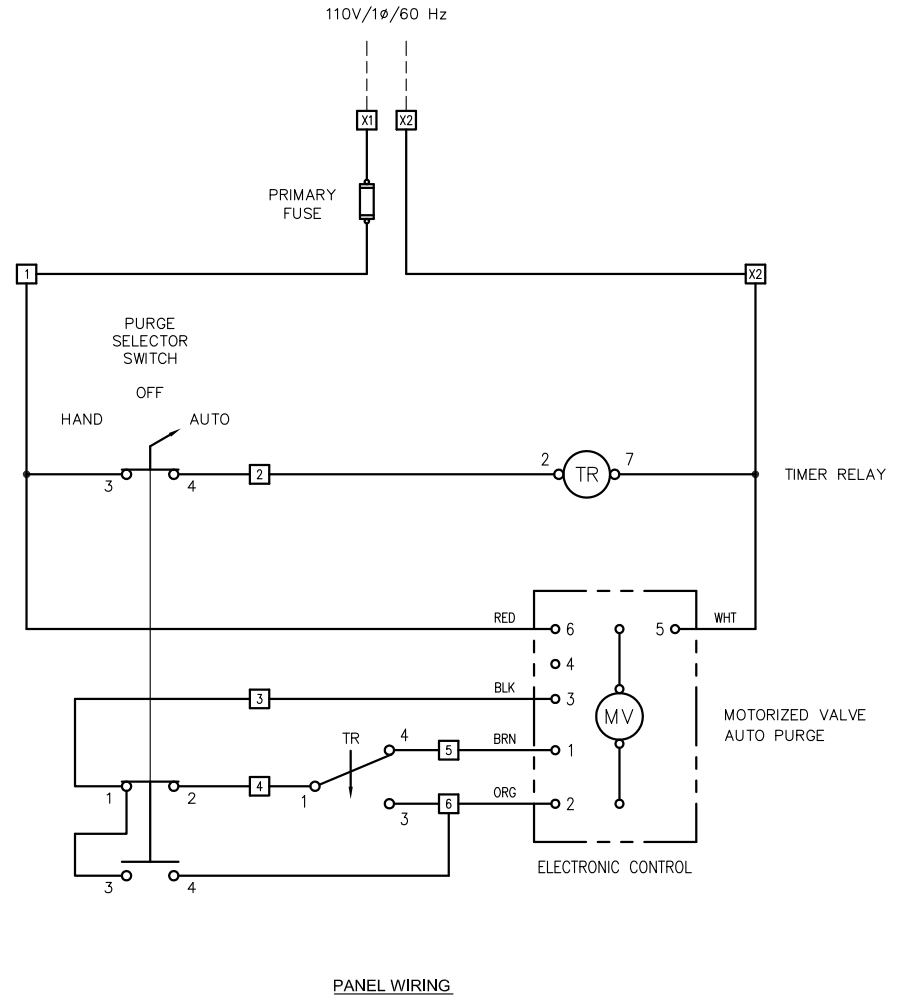 110V/1ø/60 Hz
X1
X2
PRIMARY
FUSE
1
X2
PURGE
SELECTOR
SWITCH
OFF
HAND
AUTO
3
4
2
2
TR
7
TIMER RELAY
RED
6
5
WHT
4
3
BLK
3
MV
MOTORIZED VALVE
AUTO PURGE
TR
4
5
BRN
1
1
2
4
1
3
6
ORG
2
3
4
ELECTRONIC CONTROL
PANEL WIRING